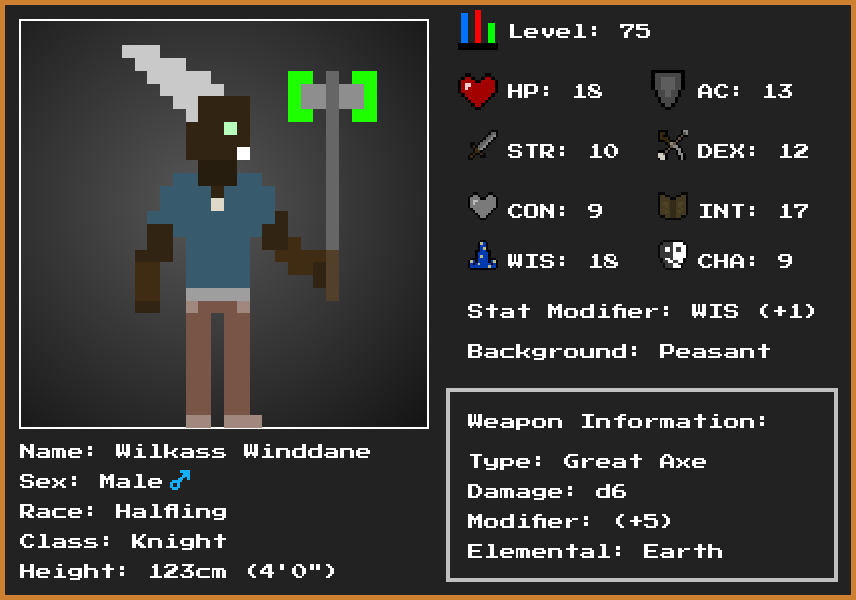 Level: 75
HP: 18 AC: 13
STR: 10 DEX: 12
CON: 9 INT: 17
WIS: 18 CHA: 9
Stat Modifier: WIS (+1)
Background: Peasant
Weapon Information:
Type: Great Axe
Damage: d6
Modifier: (+5)
Elemental: Earth
Name: Wilkass Winddane
Sex: Male ♂
Race: Halfling
Class: Knight
Height: 123cm (4'0")